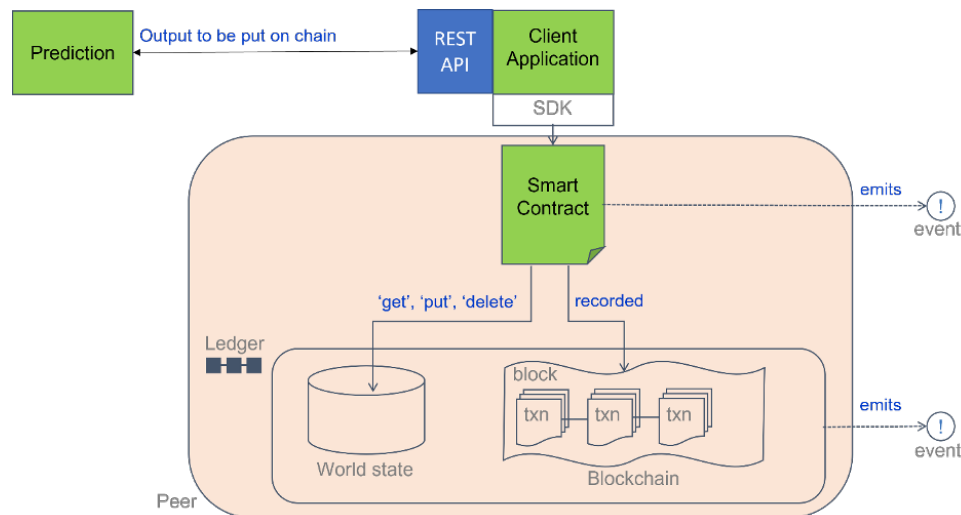 Prediction
Output to be put on chain
REST
API
Client
Application
SDK
Smart
Contract
emits
!
event
‘get’, ‘put’, ‘delete’
recorded
Ledger
block
txn
txn
txn
World state
Blockchain
emits
!
event
Peer